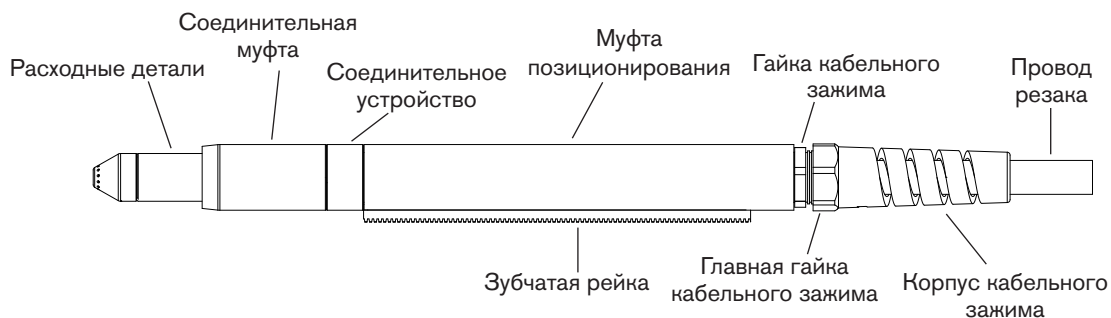 Соединительная
муфта
Расходные детали
Соединительное
устройство
Муфта
позиционирования
Гайка кабельного
зажима
Провод
резака
Зубчатая рейка
Главная гайка
кабельного зажима
Корпус кабельного
зажима